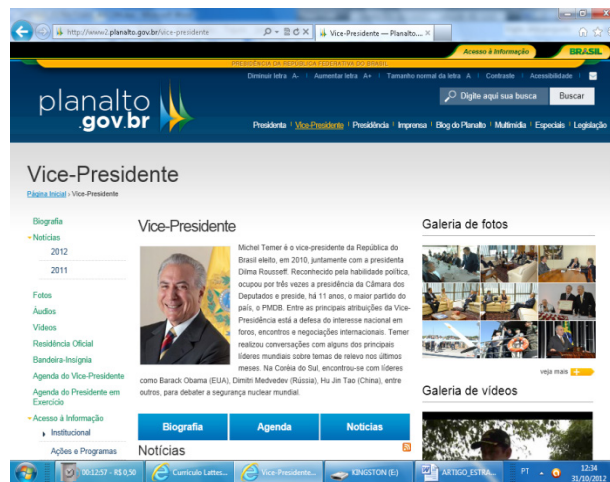 http://www2.planalto.gov.br/vice-presidente
Vice-Presidente — Planalto...
Acesso à Informação
BRASIL
PRESIDÊNCIA DA REPÚBLICA FEDERATIVA DO BRASIL
Diminuir letra A- | Aumentar letra A+ | Tamanho normal da letra A | Contraste | Acessibilidade
planalto
.gov.br
Digite aqui sua busca
Buscar
Presidenta | Vice-Presidente | Presidência | Imprensa | Blog do Planalto | Multimídia | Especiais | Legislação
Vice-Presidente
Página Inicial › Vice-Presidente
Biografia
Notícias
2012
2011
Fotos
Áudios
Vídeos
Residência Oficial
Bandeira-Insígnia
Agenda do Vice-Presidente
Agenda do Presidente em
Exercício
Acesso à Informação
Institucional
Ações e Programas
Vice-Presidente
Michel Temer é o vice-presidente da República do
Brasil eleito, em 2010, juntamente com a presidenta
Dilma Rousseff. Reconhecido pela habilidade política,
ocupou por três vezes a presidência da Câmara dos
Deputados e preside, há 11 anos, o maior partido do
país, o PMDB. Entre as principais atribuições da Vice-
Presidência está a defesa do interesse nacional em
foros, encontros e negociações internacionais. Temer
realizou conversações com alguns dos principais
líderes mundiais sobre temas de relevo nos últimos
meses. Na Coréia do Sul, encontrou-se com líderes
como Barack Obama (EUA), Dimitri Medvedev (Rússia), Hu Jin Tao (China), entre
outros, para debater a segurança nuclear mundial.
Biografia
Agenda
Notícias
Notícias
Galeria de fotos
veja mais
Galeria de vídeos
00:12:57 - R$ 0,50
Currículo Lattes...
Vice-Presidente...
KINGSTON (E:)
ARTIGO_ESTRA...
PT
12:34
31/10/2012